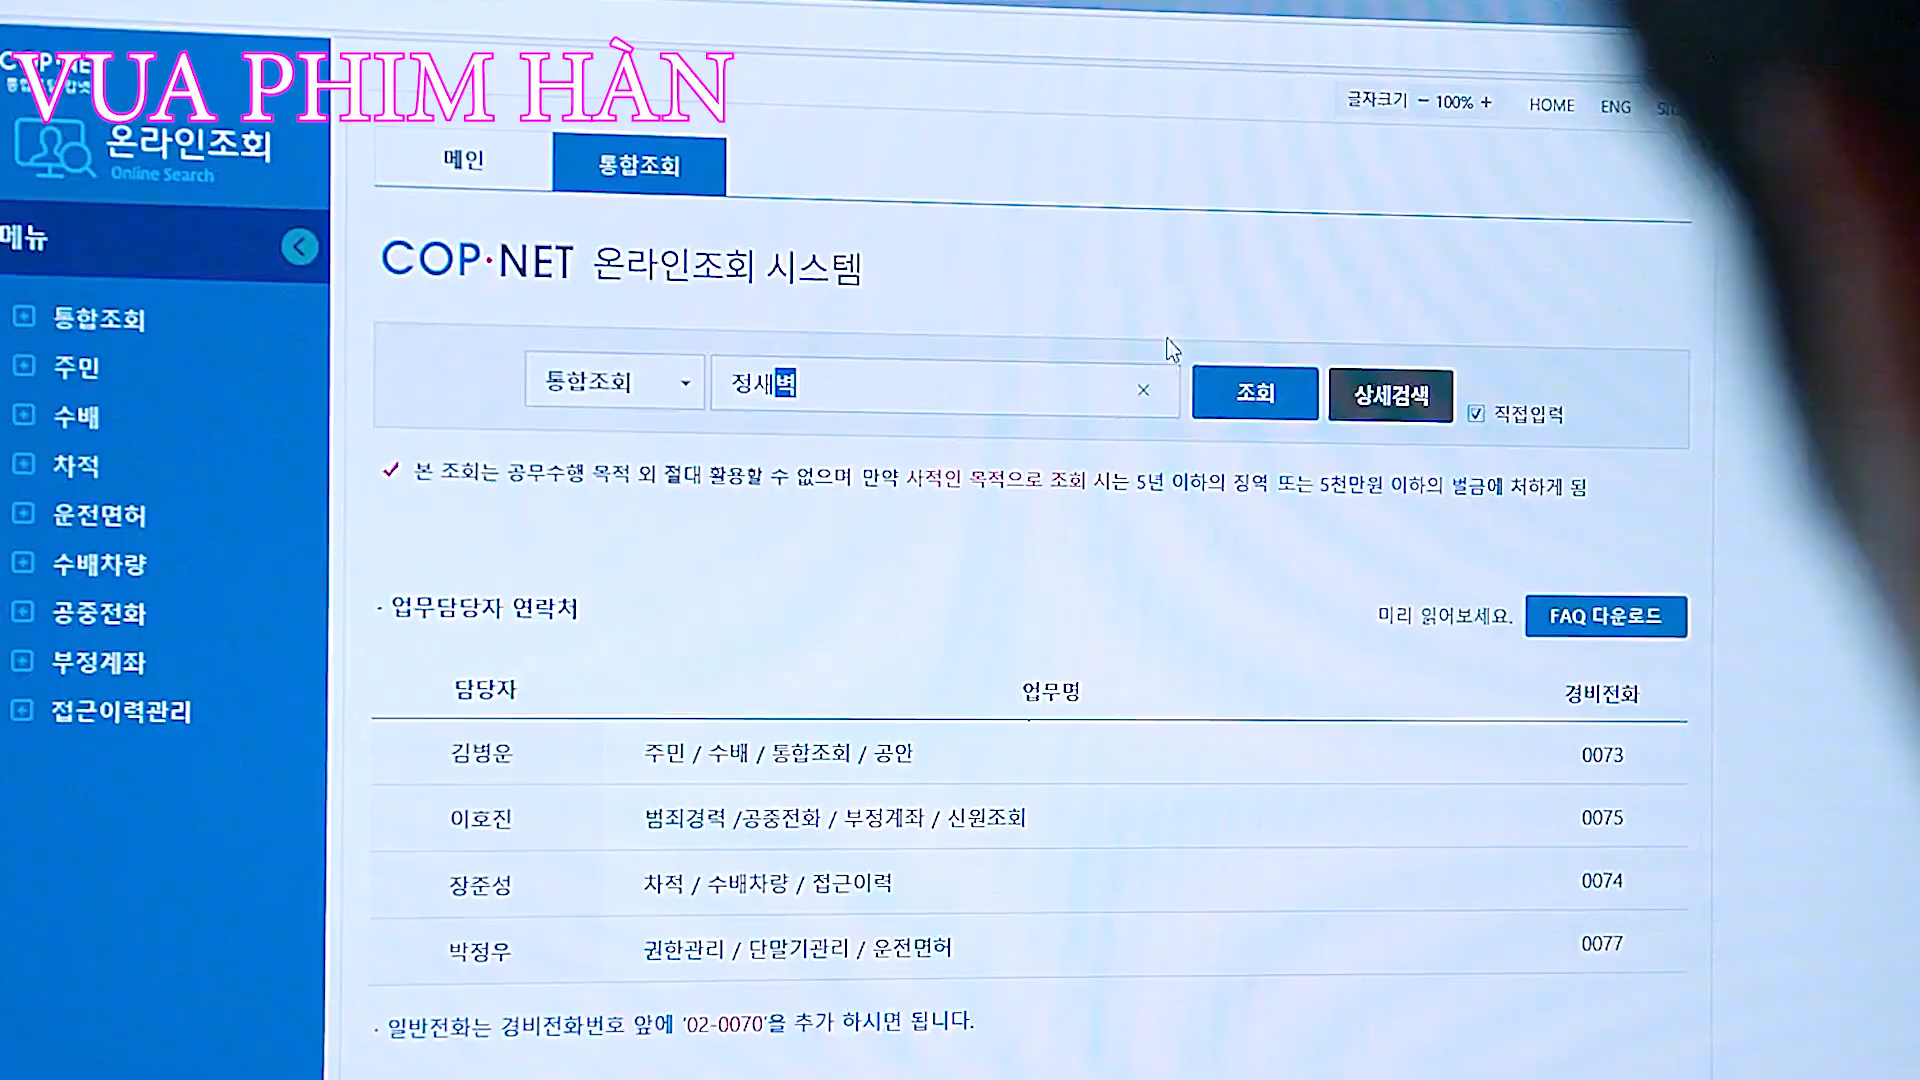 VUA PHIM HÀN
온라인조회
Online Search
글자크기 − 100% + HOME ENG
메인 통합조회
메뉴
COP·NET 온라인조회 시스템
통합조회
주민
수배
차적
운전면허
수배차량
공중전화
부정계좌
접근이력관리
통합조회 정새벽 × 조회 상세검색 직접입력
본 조회는 공무수행 목적 외 절대 활용할 수 없으며 만약 사적인 목적으로 조회 시는 5년 이하의 징역 또는 5천만원 이하의 벌금에 처하게 됨
· 업무담당자 연락처 미리 읽어보세요. FAQ 다운로드
담당자 업무명 경비전화
김병운 주민 / 수배 / 통합조회 / 공안 0073
이호진 범죄경력 /공중전화 / 부정계좌 / 신원조회 0075
장준성 차적 / 수배차량 / 접근이력 0074
박정우 권한관리 / 단말기관리 / 운전면허 0077
· 일반전화는 경비전화번호 앞에 '02-0070'을 추가 하시면 됩니다.